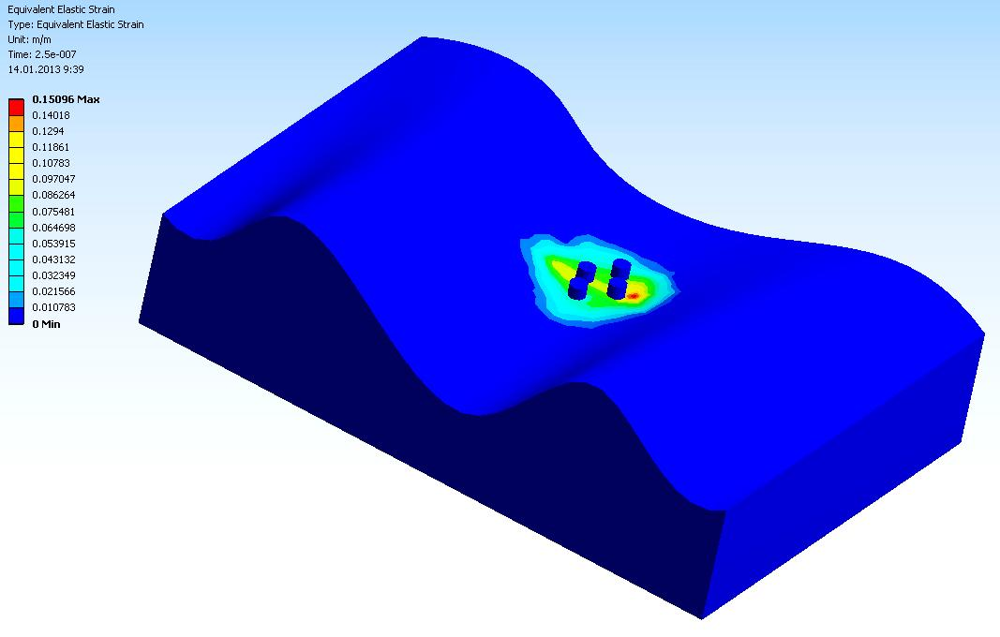 Equivalent Elastic Strain
Type: Equivalent Elastic Strain
Unit: m/m
Time: 2.5e-007
14.01.2013 9:39
0.15096 Max
0.14018
0.1294
0.11861
0.10783
0.097047
0.086264
0.075481
0.064698
0.053915
0.043132
0.032349
0.021566
0.010783
0 Min